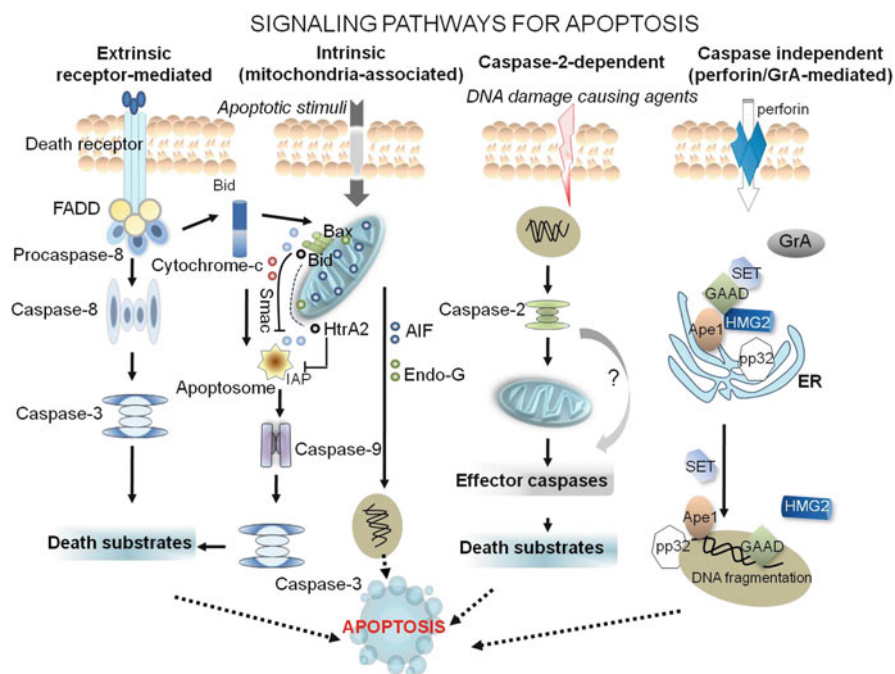 SIGNALING PATHWAYS FOR APOPTOSIS
Extrinsic
receptor-mediated
Intrinsic
(mitochondria-associated)
Caspase-2-dependent
Caspase independent
(perforin/GrA-mediated)
Apoptotic stimuli
DNA damage causing agents
perforin
Death receptor
Bid
FADD
Bax
Procaspase-8
Cytochrome-c
Bid
GrA
SET
GAAD
Caspase-8
Smac
HtrA2
AIF
Caspase-2
Ape1
HMG2
pp32
ER
Apoptosome
IAP
Endo-G
?
Caspase-3
Caspase-9
Effector caspases
SET
HMG2
Ape1
Death substrates
Death substrates
pp32
GAAD
DNA fragmentation
Caspase-3
APOPTOSIS